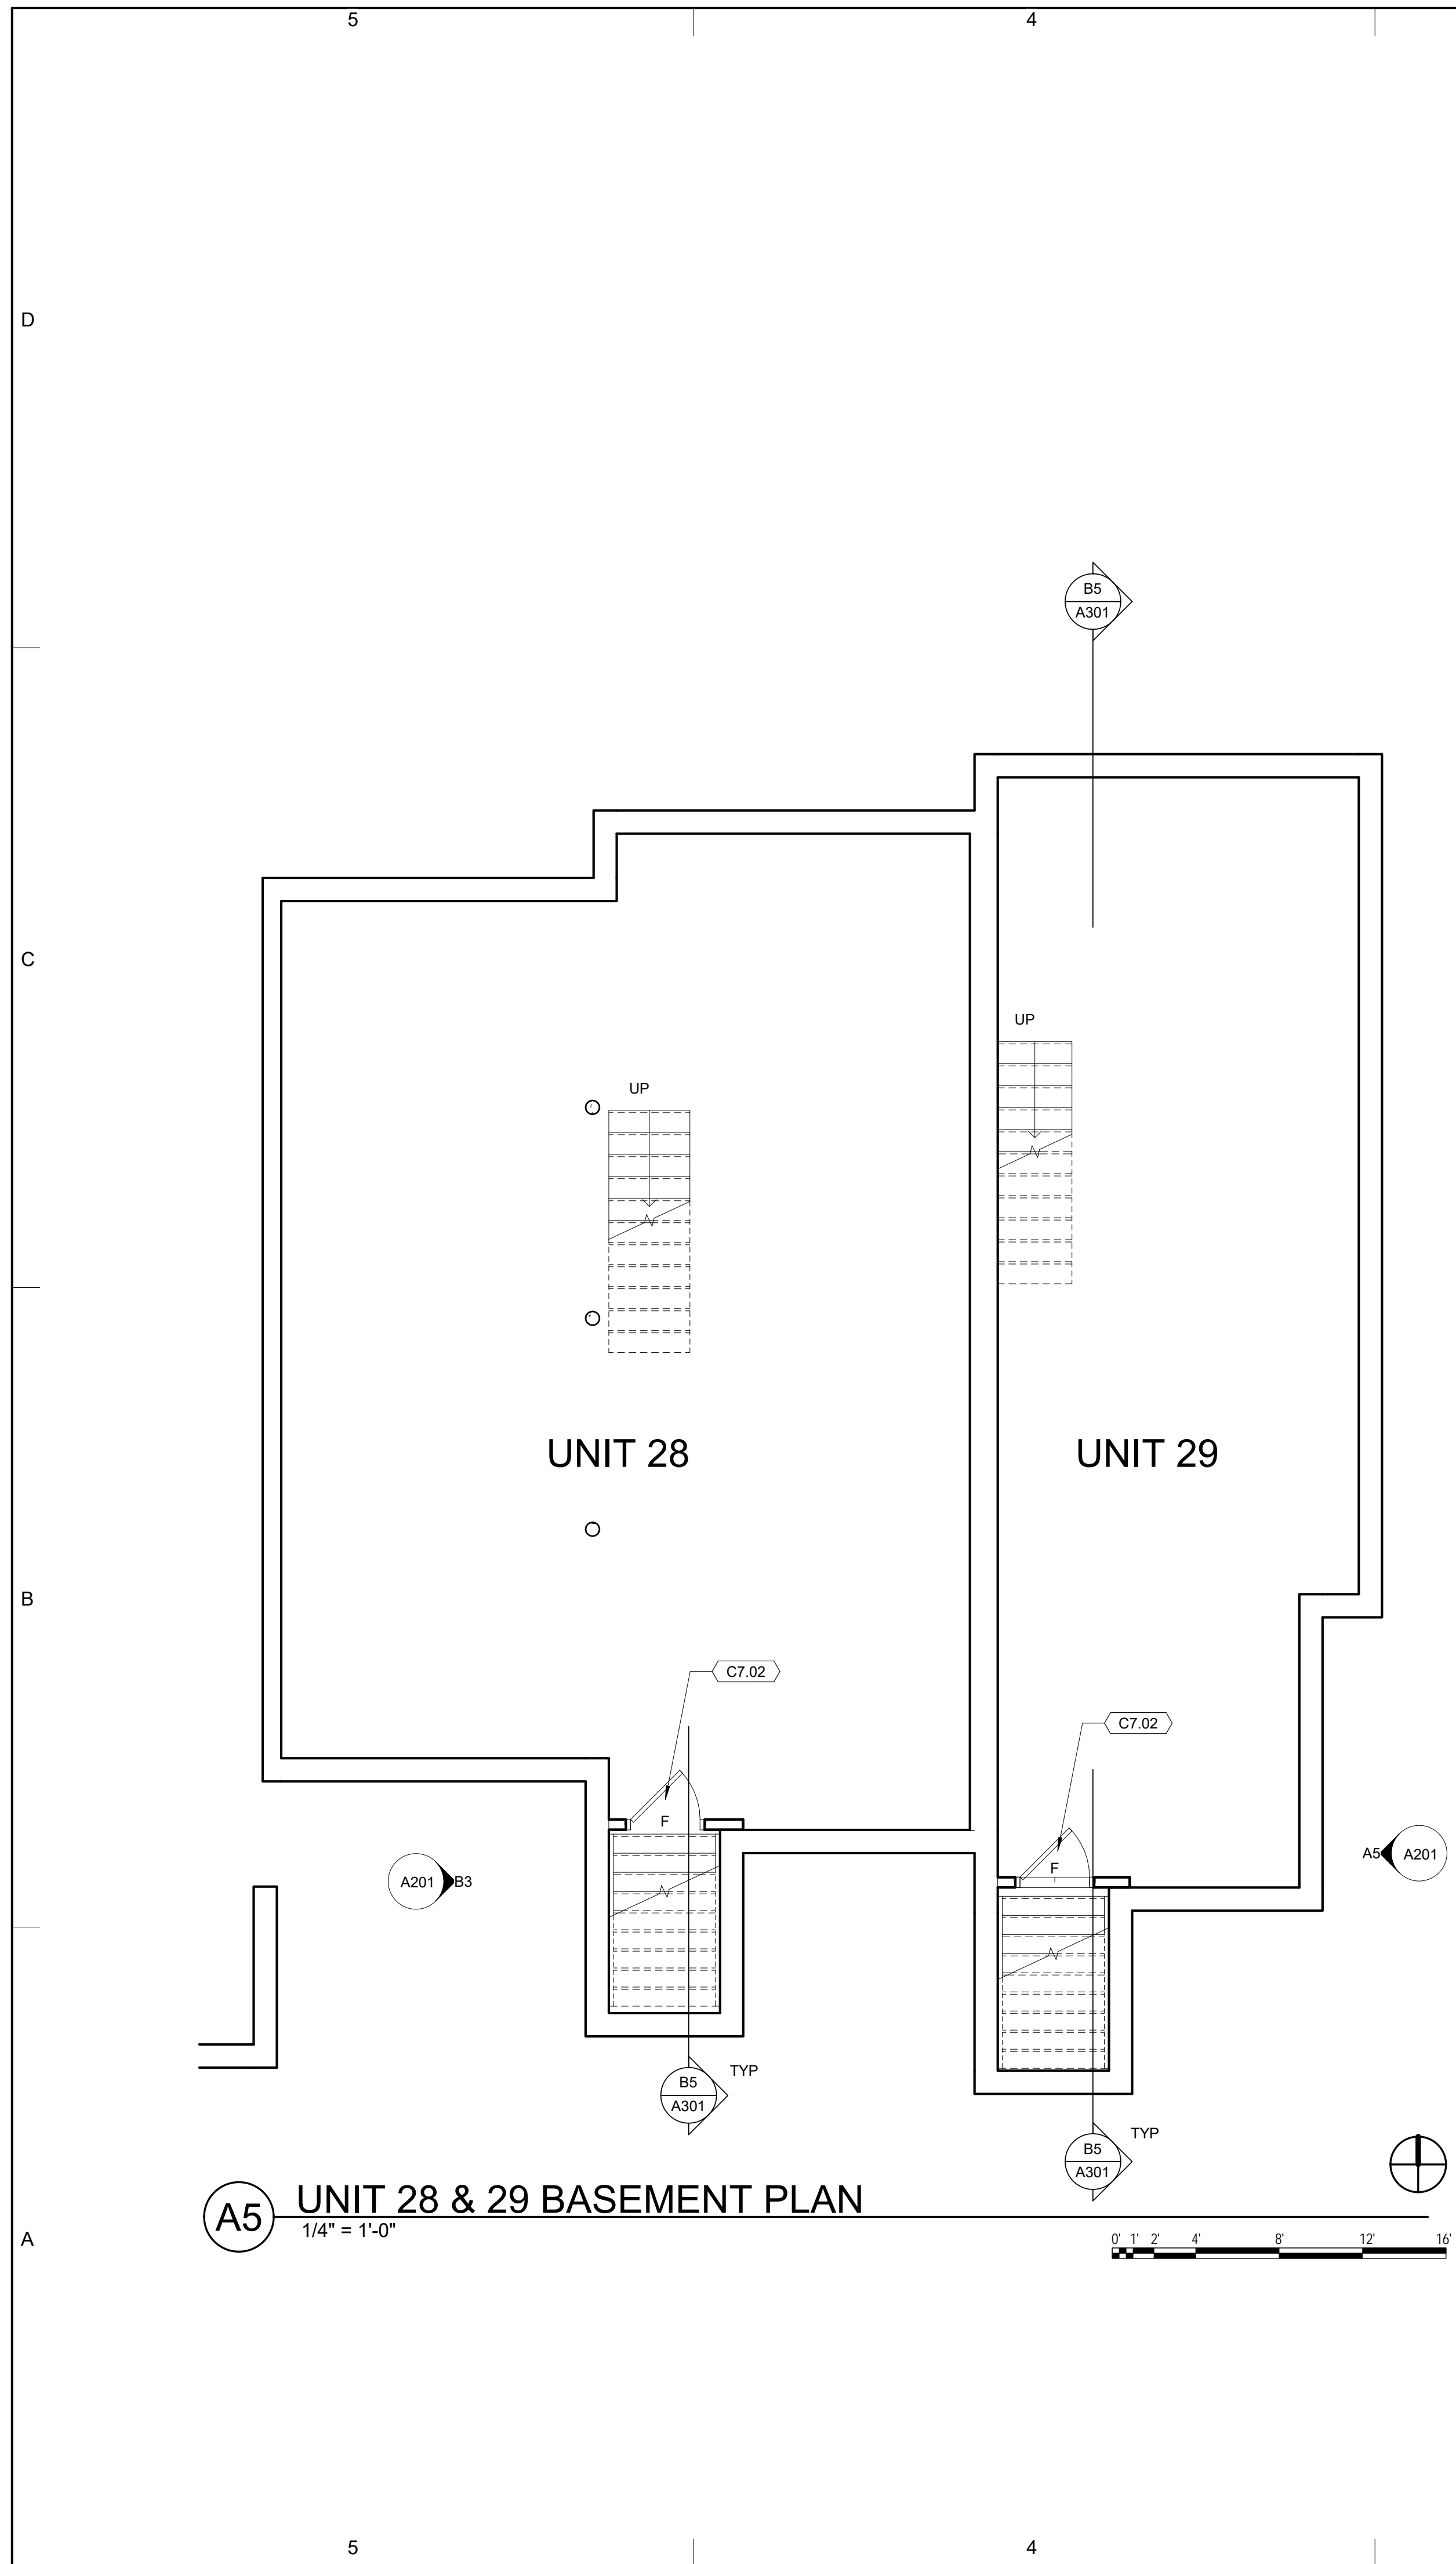 5 4
D
B5
A301
C
UP
UP
UNIT 28 UNIT 29
B
C7.02
C7.02
F
F
A201 B3
A5 A201
TYP
B5
A301
TYP
B5
A301
A5 UNIT 28 & 29 BASEMENT PLAN
1/4" = 1'-0"
A
0' 1' 2' 4' 8' 12' 16'
5 4